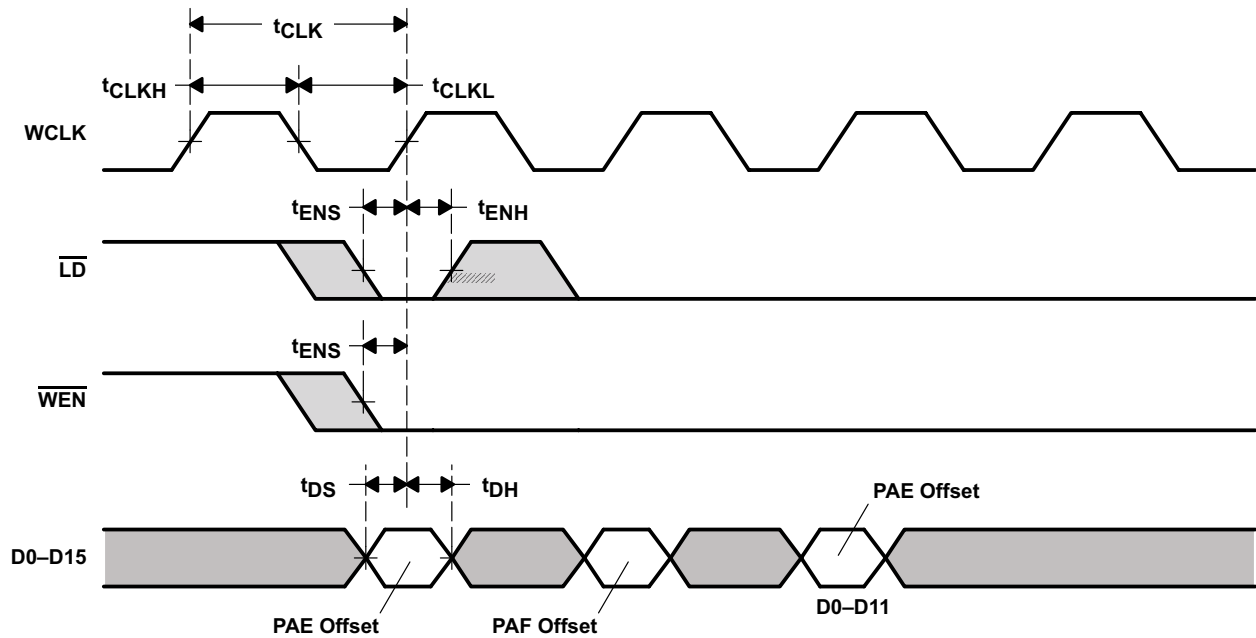 tCLK
tCLKH
tCLKL
WCLK
tENS
tENH
LD
tENS
WEN
tDS
tDH
PAE Offset
D0–D15
D0–D11
PAE Offset
PAF Offset